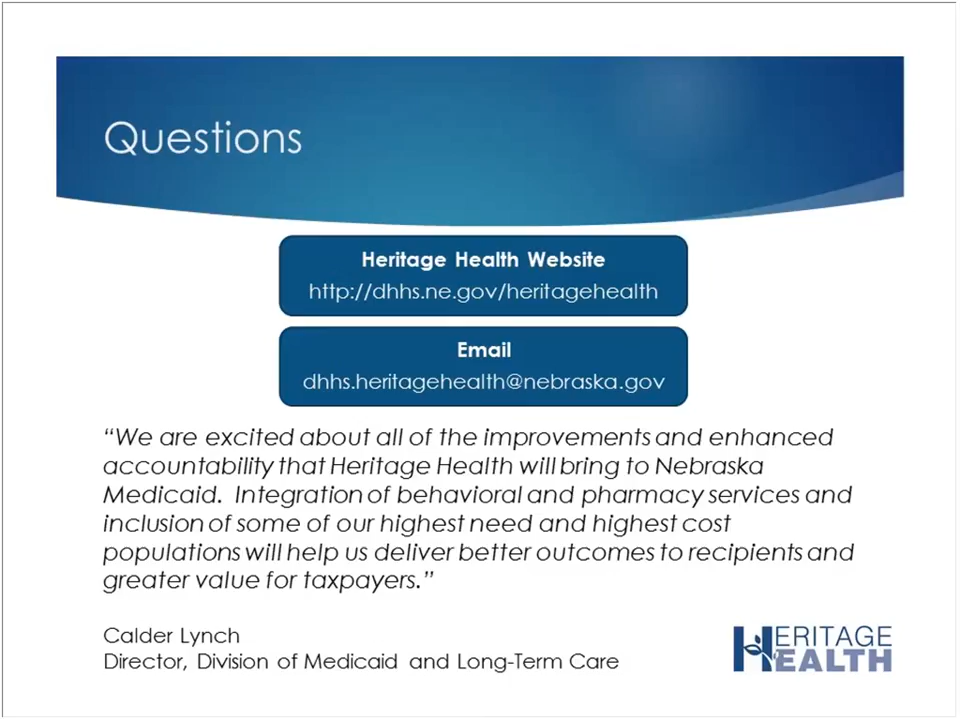 Questions
Heritage Health Website
http://dhhs.ne.gov/heritagehealth
Email
dhhs.heritagehealth@nebraska.gov
“We are excited about all of the improvements and enhanced
accountability that Heritage Health will bring to Nebraska
Medicaid. Integration of behavioral and pharmacy services and
inclusion of some of our highest need and highest cost
populations will help us deliver better outcomes to recipients and
greater value for taxpayers.”
Calder Lynch
Director, Division of Medicaid and Long-Term Care
HERITAGE
HEALTH